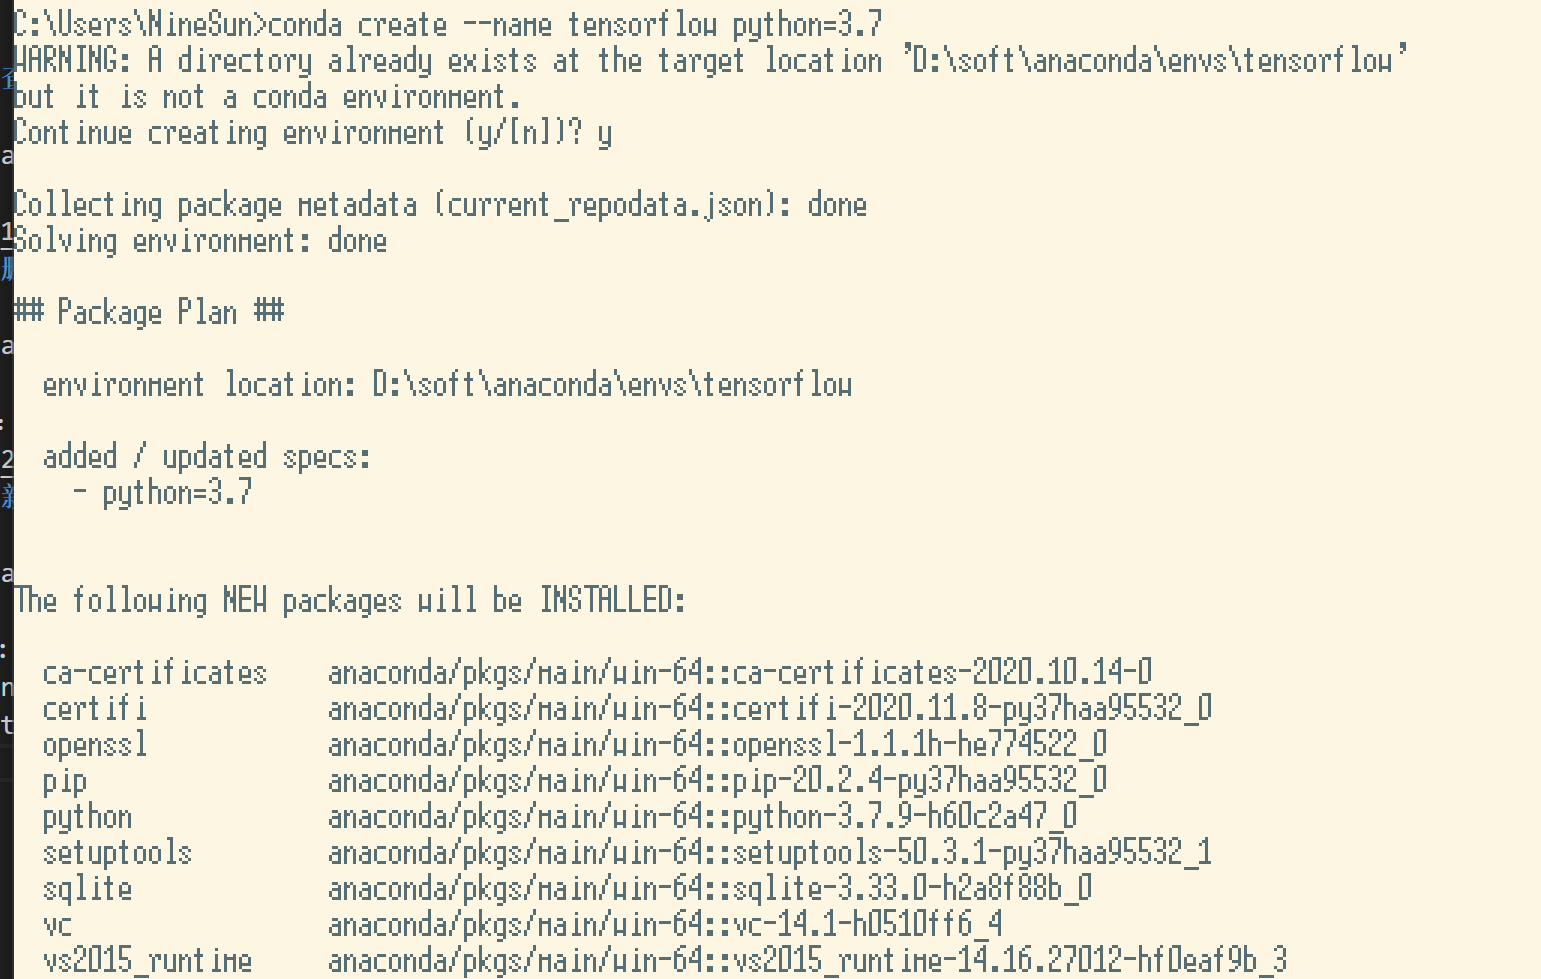 C:\Users\MineSun>conda create --name tensorflow python=3.7
WARNING: A directory already exists at the target location 'D:\soft\anaconda\envs\tensorflow'
but it is not a conda environment.
Continue creating environment (y/[n])? y
Collecting package metadata (current_repodata.json): done
Solving environment: done
## Package Plan ##
environment location: D:\soft\anaconda\envs\tensorflow
added / updated specs:
- python=3.7
The following NEW packages will be INSTALLED:
ca-certificates anaconda/pkgs/main/win-64::ca-certificates-2020.10.14-0
certifi anaconda/pkgs/main/win-64::certifi-2020.11.8-py37haa95532_0
openssl anaconda/pkgs/main/win-64::openssl-1.1.1h-he774522_0
pip anaconda/pkgs/main/win-64::pip-20.2.4-py37haa95532_0
python anaconda/pkgs/main/win-64::python-3.7.9-h60c2a47_0
setuptools anaconda/pkgs/main/win-64::setuptools-50.3.1-py37haa95532_1
sqlite anaconda/pkgs/main/win-64::sqlite-3.33.0-h2a8f88b_0
vc anaconda/pkgs/main/win-64::vc-14.1-h0510ff6_4
vs2015_runtime anaconda/pkgs/main/win-64::vs2015_runtime-14.16.27012-hf0eaf9b_3